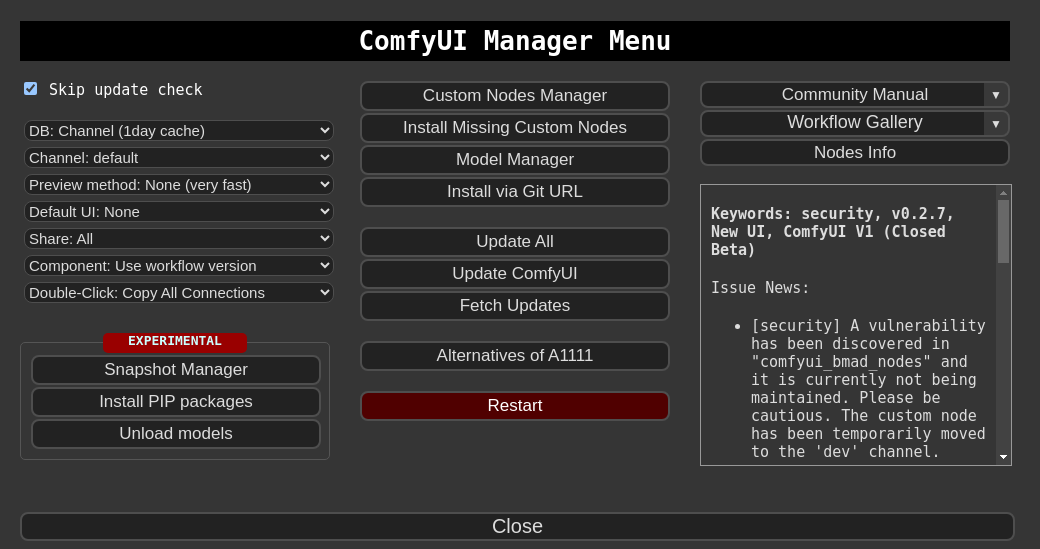 ComfyUI Manager Menu
Skip update check
DB: Channel (1day cache)
Channel: default
Preview method: None (very fast)
Default UI: None
Share: All
Component: Use workflow version
Double-Click: Copy All Connections
EXPERIMENTAL
Snapshot Manager
Install PIP packages
Unload models
Custom Nodes Manager
Install Missing Custom Nodes
Model Manager
Install via Git URL
Update All
Update ComfyUI
Fetch Updates
Alternatives of A1111
Restart
Community Manual
Workflow Gallery
Nodes Info
Keywords: security, v0.2.7,
New UI, ComfyUI V1 (Closed
Beta)
Issue News:
• [security] A vulnerability
has been discovered in
"comfyui_bmad_nodes" and
it is currently not being
maintained. Please be
cautious. The custom node
has been temporarily moved
to the 'dev' channel.
Close